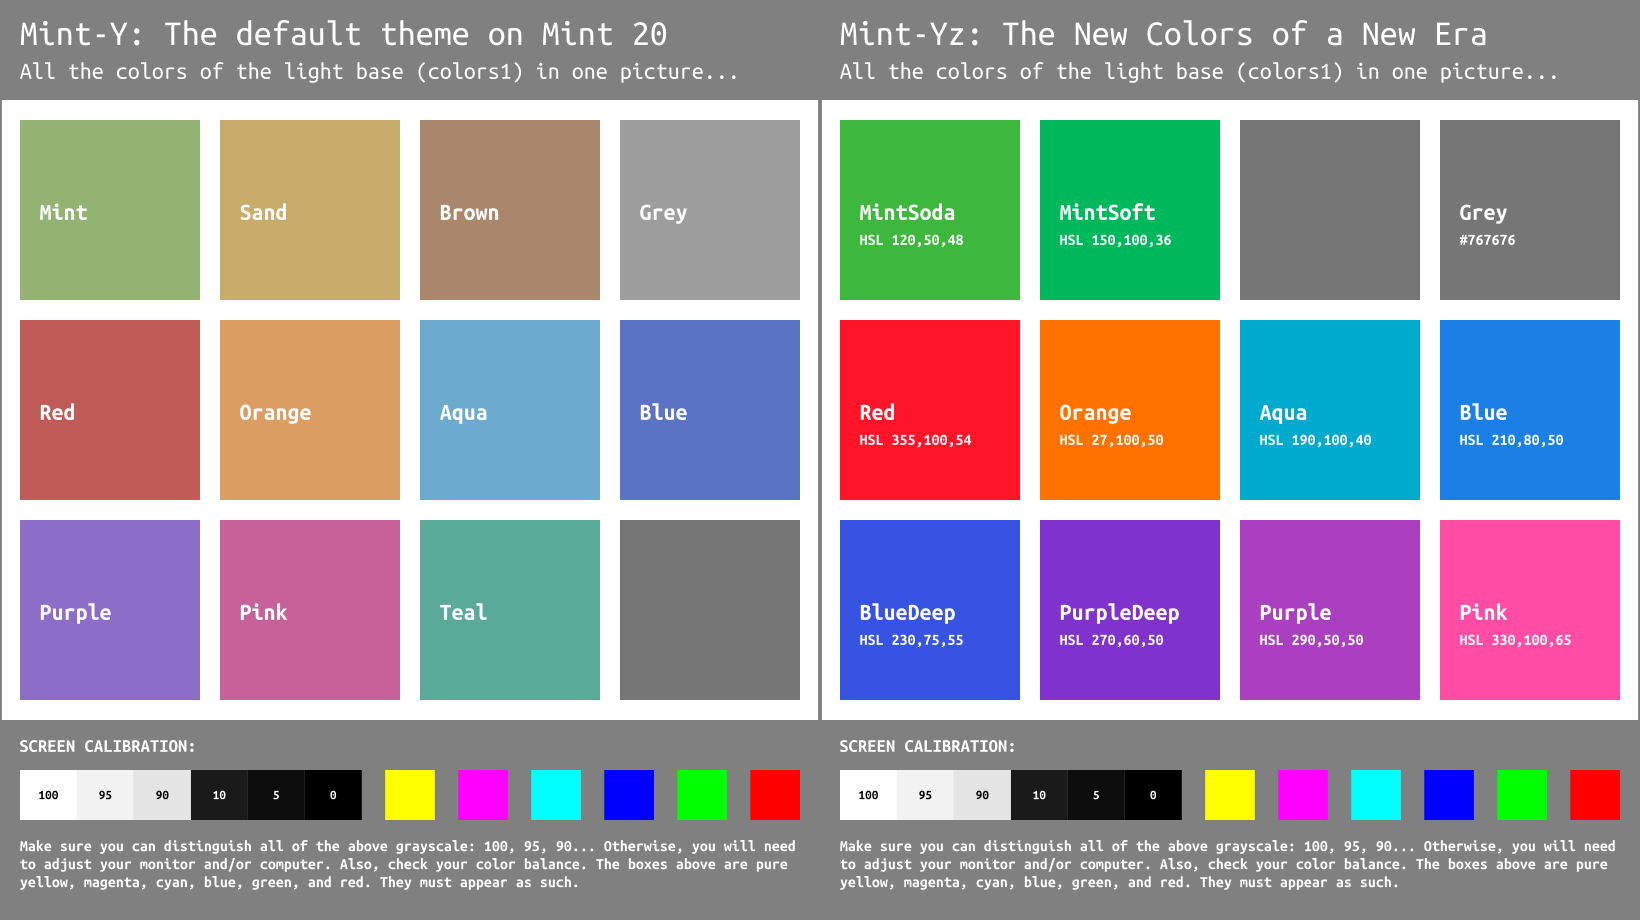 Mint-Y: The default theme on Mint 20
All the colors of the light base (colors1) in one picture...
Mint
Sand
Brown
Grey
Red
Orange
Aqua
Blue
Purple
Pink
Teal
SCREEN CALIBRATION:
100
95
90
10
5
0
Make sure you can distinguish all of the above grayscale: 100, 95, 90... Otherwise, you will need
to adjust your monitor and/or computer. Also, check your color balance. The boxes above are pure
yellow, magenta, cyan, blue, green, and red. They must appear as such.
Mint-Yz: The New Colors of a New Era
All the colors of the light base (colors1) in one picture...
MintSoda
HSL 120,50,48
MintSoft
HSL 150,100,36
Grey
#767676
Red
HSL 355,100,54
Orange
HSL 27,100,50
Aqua
HSL 190,100,40
Blue
HSL 210,80,50
BlueDeep
HSL 230,75,55
PurpleDeep
HSL 270,60,50
Purple
HSL 290,50,50
Pink
HSL 330,100,65
SCREEN CALIBRATION:
100
95
90
10
5
0
Make sure you can distinguish all of the above grayscale: 100, 95, 90... Otherwise, you will need
to adjust your monitor and/or computer. Also, check your color balance. The boxes above are pure
yellow, magenta, cyan, blue, green, and red. They must appear as such.